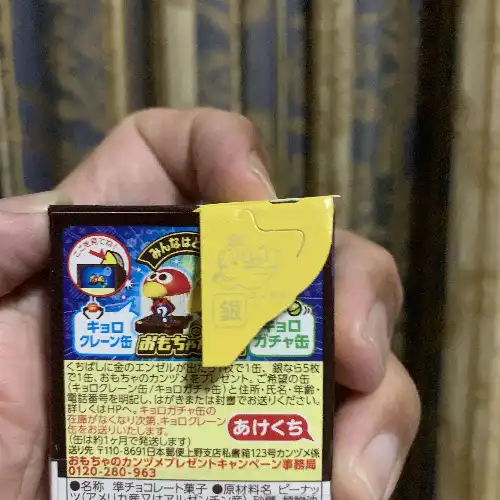 ここを見てね!
みんなはど
キョロ
クレーン缶
おもちゃ
キョロ
ガチャ缶
銀
くちばしに金のエンゼルが出たら1枚で1缶、銀なら5枚
で1缶、おもちゃのカンヅメをプレゼント。ご希望の缶
(キョロクレーン缶/キョロガチャ缶)と住所・氏名・年齢・
電話番号を明記し、はがきまたは封書でお送りください。
詳しくはHPへ。キョロガチャ缶の
在庫がなくなり次第、キョロクレーン
缶をお送りいたします。
(缶は約1ヶ月で発送します)
あけくち
送り先 〒110-8691日本郵便上野支店私書箱123号カンヅメ係
おもちゃのカンヅメプレゼントキャンペーン事務局
0120-280-963
●名称 準チョコレート菓子 ●原材料名 ピーナッ
ツ(アメリカ産又はアルゼンチン産)、砂糖、植物油